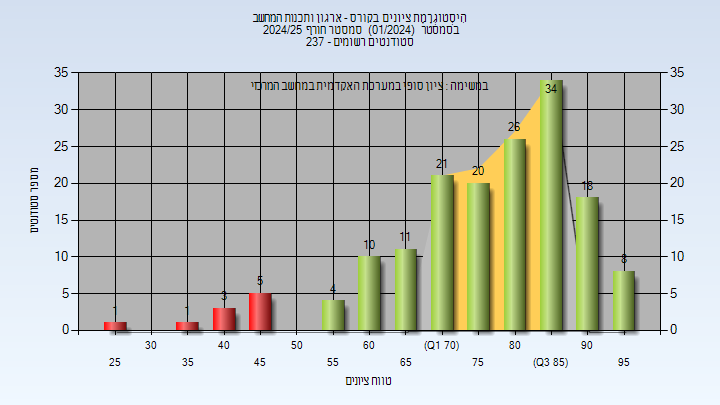 היסטוגרמת ציונים בקורס - ארגון ותכנות המחשב
בסמסטר (01/2024) סמסטר חורף 2024/25
סטודנטים רשומים - 237
במשימה : ציון סופי במערכת האקדמית במחשב המרכזי
מספר סטודנטים
35 35
30 30
25 25
20 20
15 15
10 10
5 5
0 0
1 1 3 5 4 10 11 21 20 26 34 18 8
30 40 50 60 (Q1 70) 80 90
25 35 45 55 65 75 (Q3 85) 95
טווח ציונים